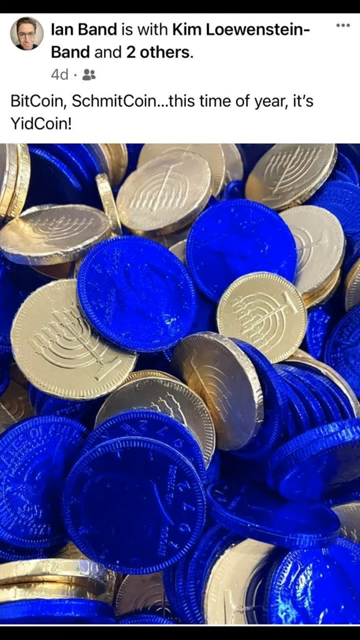 Ian Band is with Kim Loewenstein-
Band and 2 others.
4d ·
BitCoin, SchmitCoin...this time of year, it's
YidCoin!